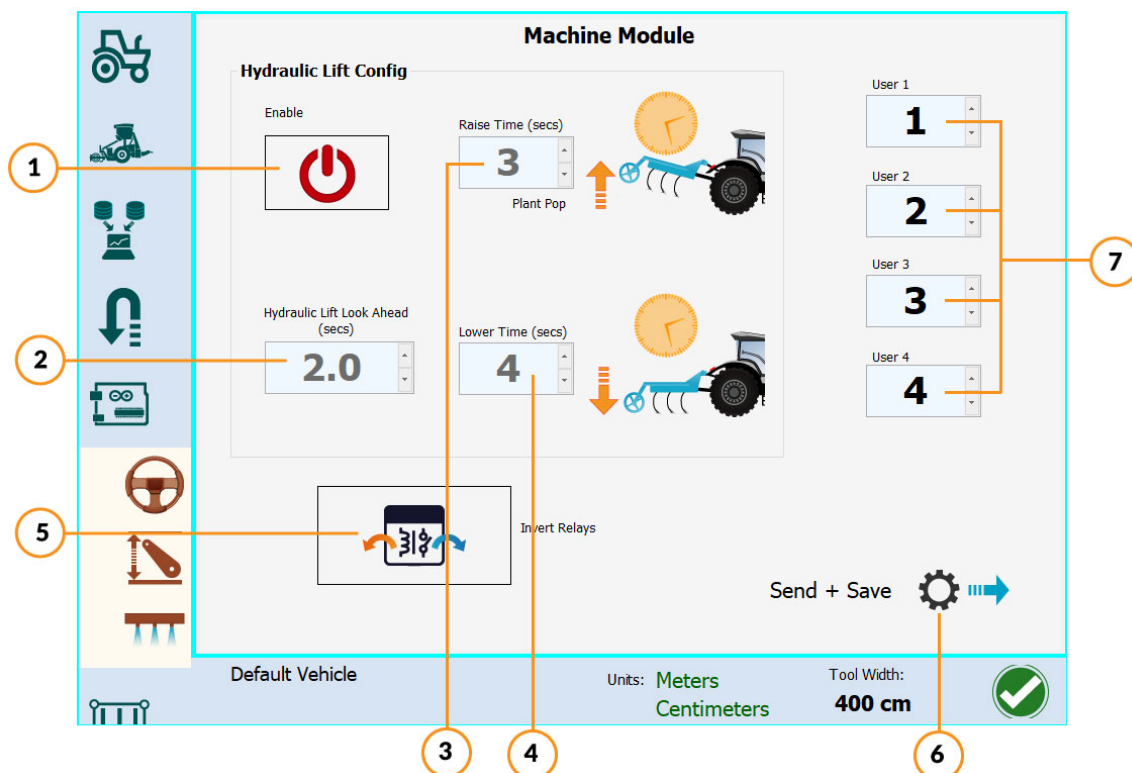 Machine Module
Hydraulic Lift Config
Enable
Raise Time (secs)
3
Plant Pop
Hydraulic Lift Look Ahead
(secs)
2.0
Lower Time (secs)
4
User 1
1
User 2
2
User 3
3
User 4
4
Invert Relays
Send + Save
Default Vehicle
Units: Meters
Centimeters
Tool Width:
400 cm
1
2
3
4
5
6
7